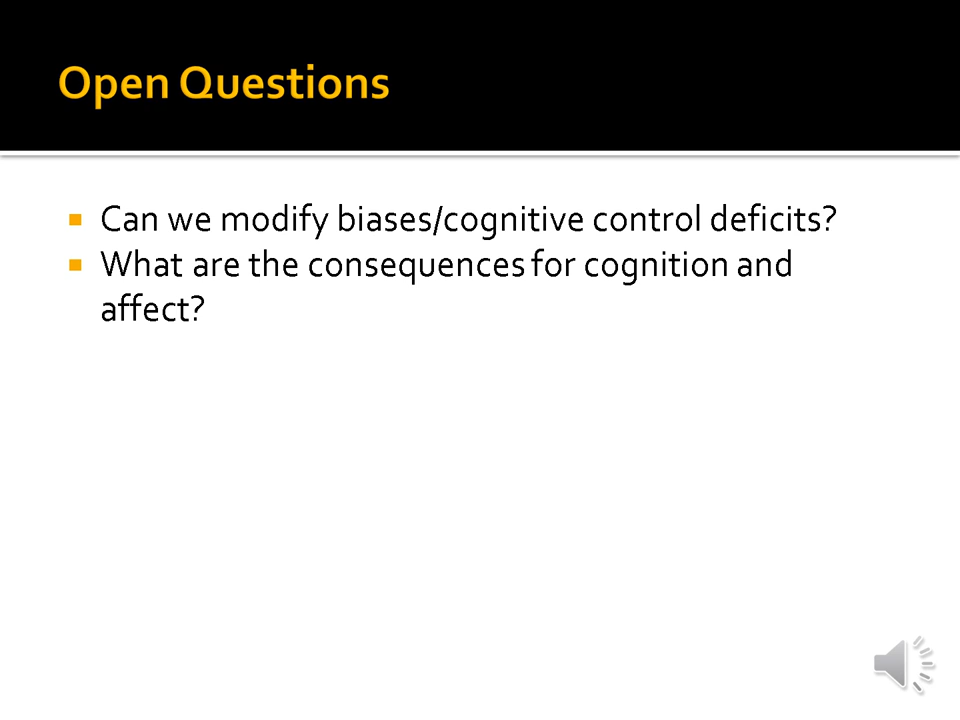 Open Questions
Can we modify biases/cognitive control deficits?
What are the consequences for cognition and
affect?